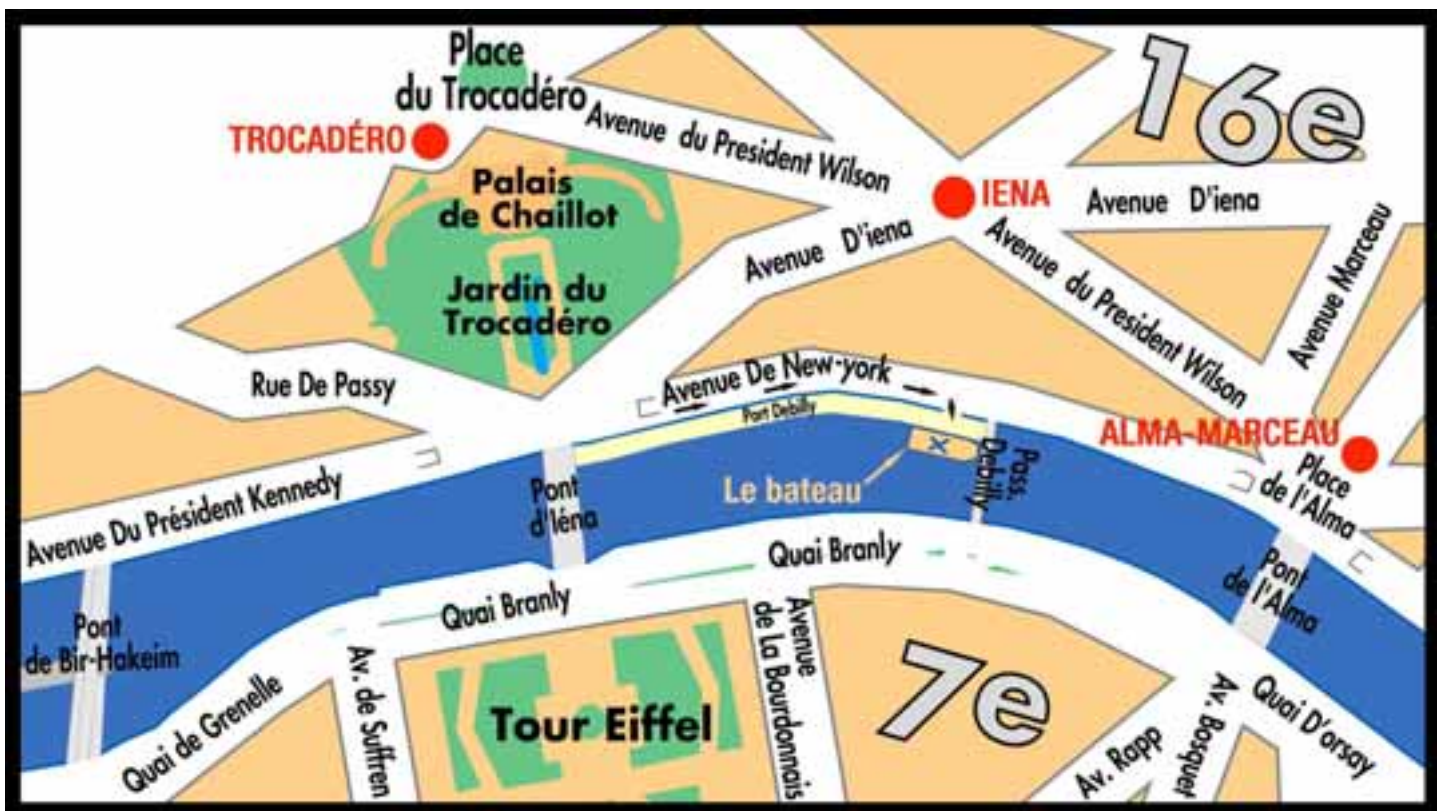 Place
du Trocadéro
16e
TROCADÉRO
Avenue du President Wilson
IENA
Palais
de Chaillot
Avenue D'iena
Avenue D'iena
Avenue Marceau
Jardin du
Trocadéro
Avenue du President Wilson
Rue De Passy
Avenue De New-york
Port Debilly
ALMA-MARCEAU
Place
de l'Alma
Pass.
Debilly
Le bateau
Avenue Du Président Kennedy
Pont
d'Iéna
Quai Branly
Pont
de l'Alma
Quai Branly
Pont
de Bir-Hakeim
Avenue
de La Bourdonnais
7e
Av. de Suffren
Quai de Grenelle
Tour Eiffel
Av. Rapp
Av. Bosquet
Quai D'orsay